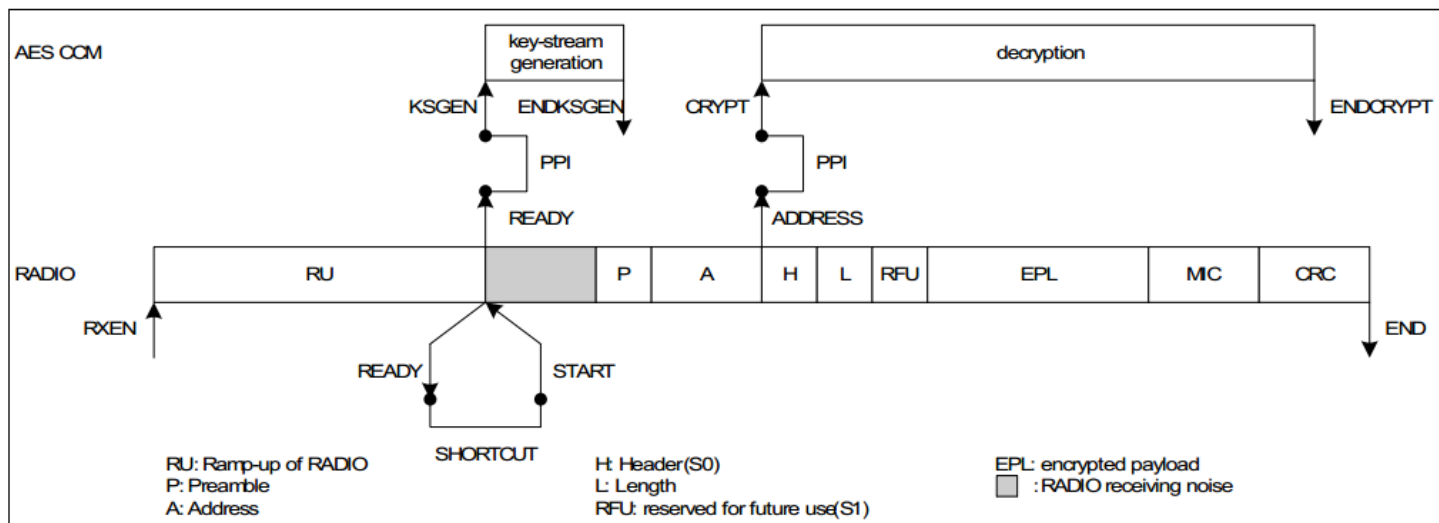 AES CCM
key-stream
generation
decryption
KSGEN
ENDKSGEN
CRYPT
ENDCRYPT
PPI
PPI
READY
ADDRESS
RADIO
RU
P
A
H
L
RFU
EPL
MIC
CRC
RXEN
END
READY
START
SHORTCUT
RU: Ramp-up of RADIO
P: Preamble
A: Address
H: Header(S0)
L: Length
RFU: reserved for future use(S1)
EPL: encrypted payload
: RADIO receiving noise